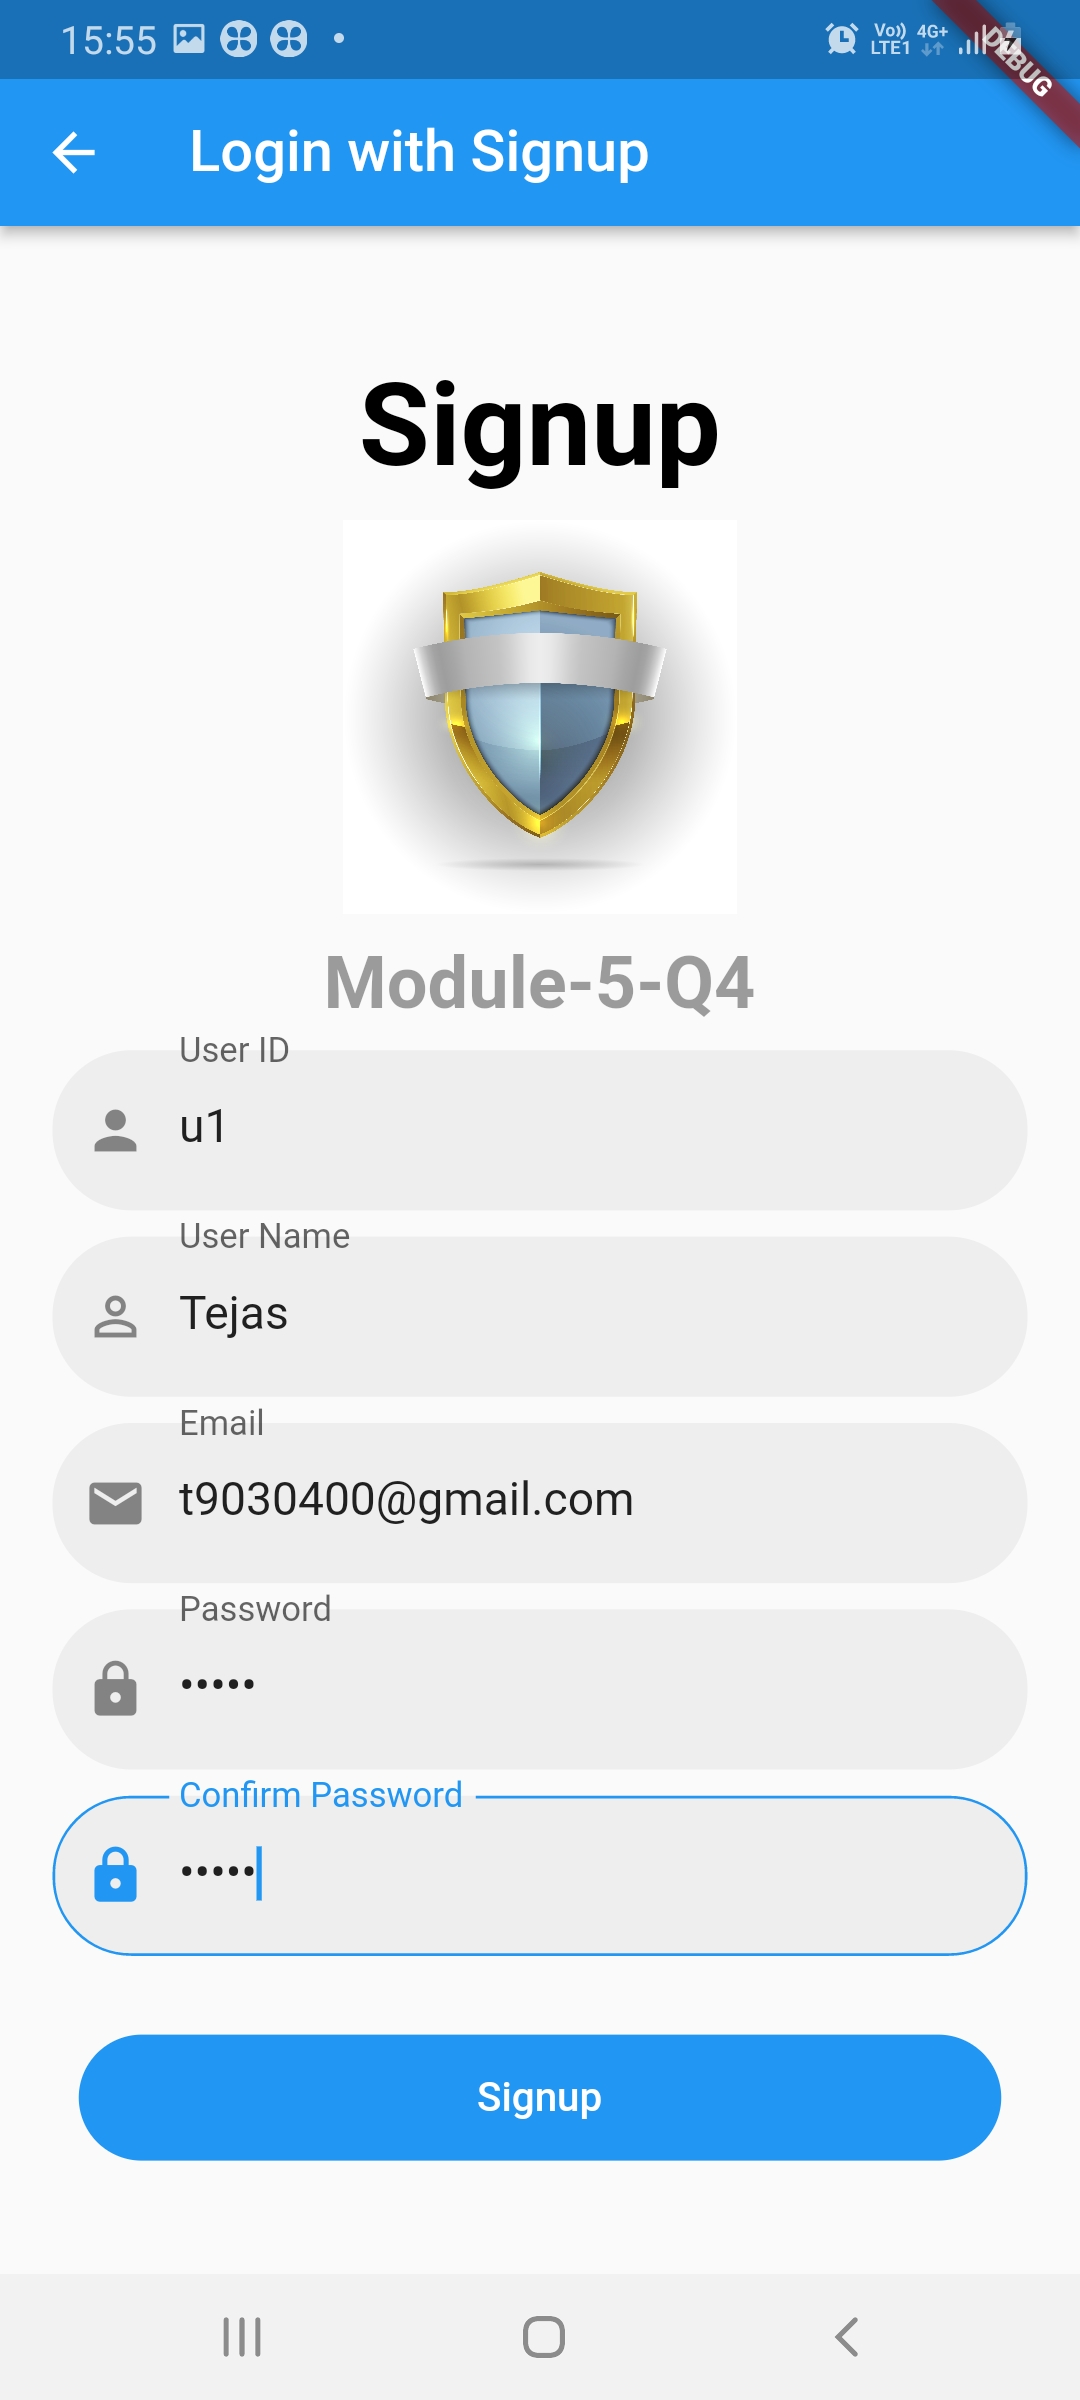 15:55
Vo)) 4G+
LTE1
DEBUG
Login with Signup
Signup
Module-5-Q4
User ID
u1
User Name
Tejas
Email
t9030400@gmail.com
Password
•••••
Confirm Password
•••••
Signup